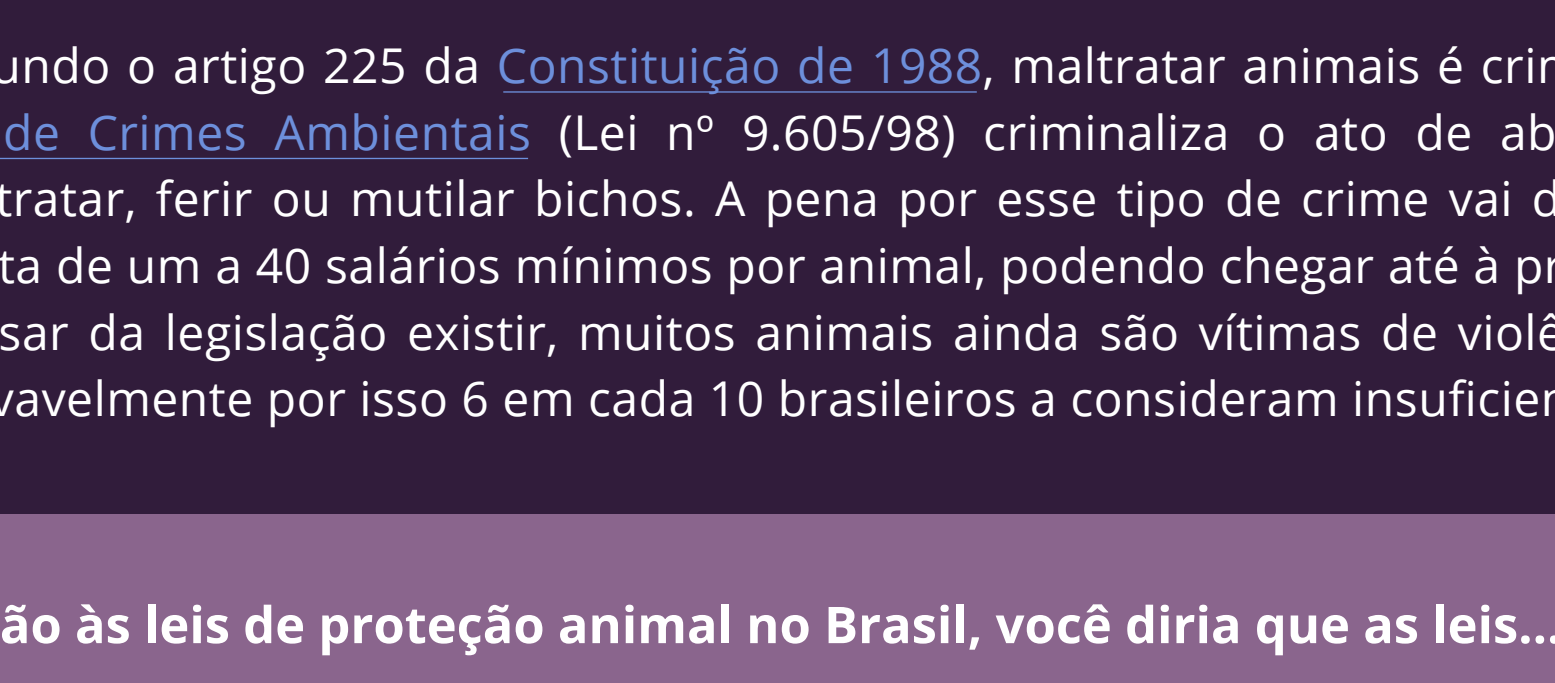 undo o artigo 225 da Constituição de 1988, maltratar animais é crim
de Crimes Ambientais (Lei nº 9.605/98) criminaliza o ato de ab
tratar, ferir ou mutilar bichos. A pena por esse tipo de crime vai d
ta de um a 40 salários mínimos por animal, podendo chegar até à pr
sar da legislação existir, muitos animais ainda são vítimas de violê
vavelmente por isso 6 em cada 10 brasileiros a consideram insuficien
ão às leis de proteção animal no Brasil, você diria que as leis...